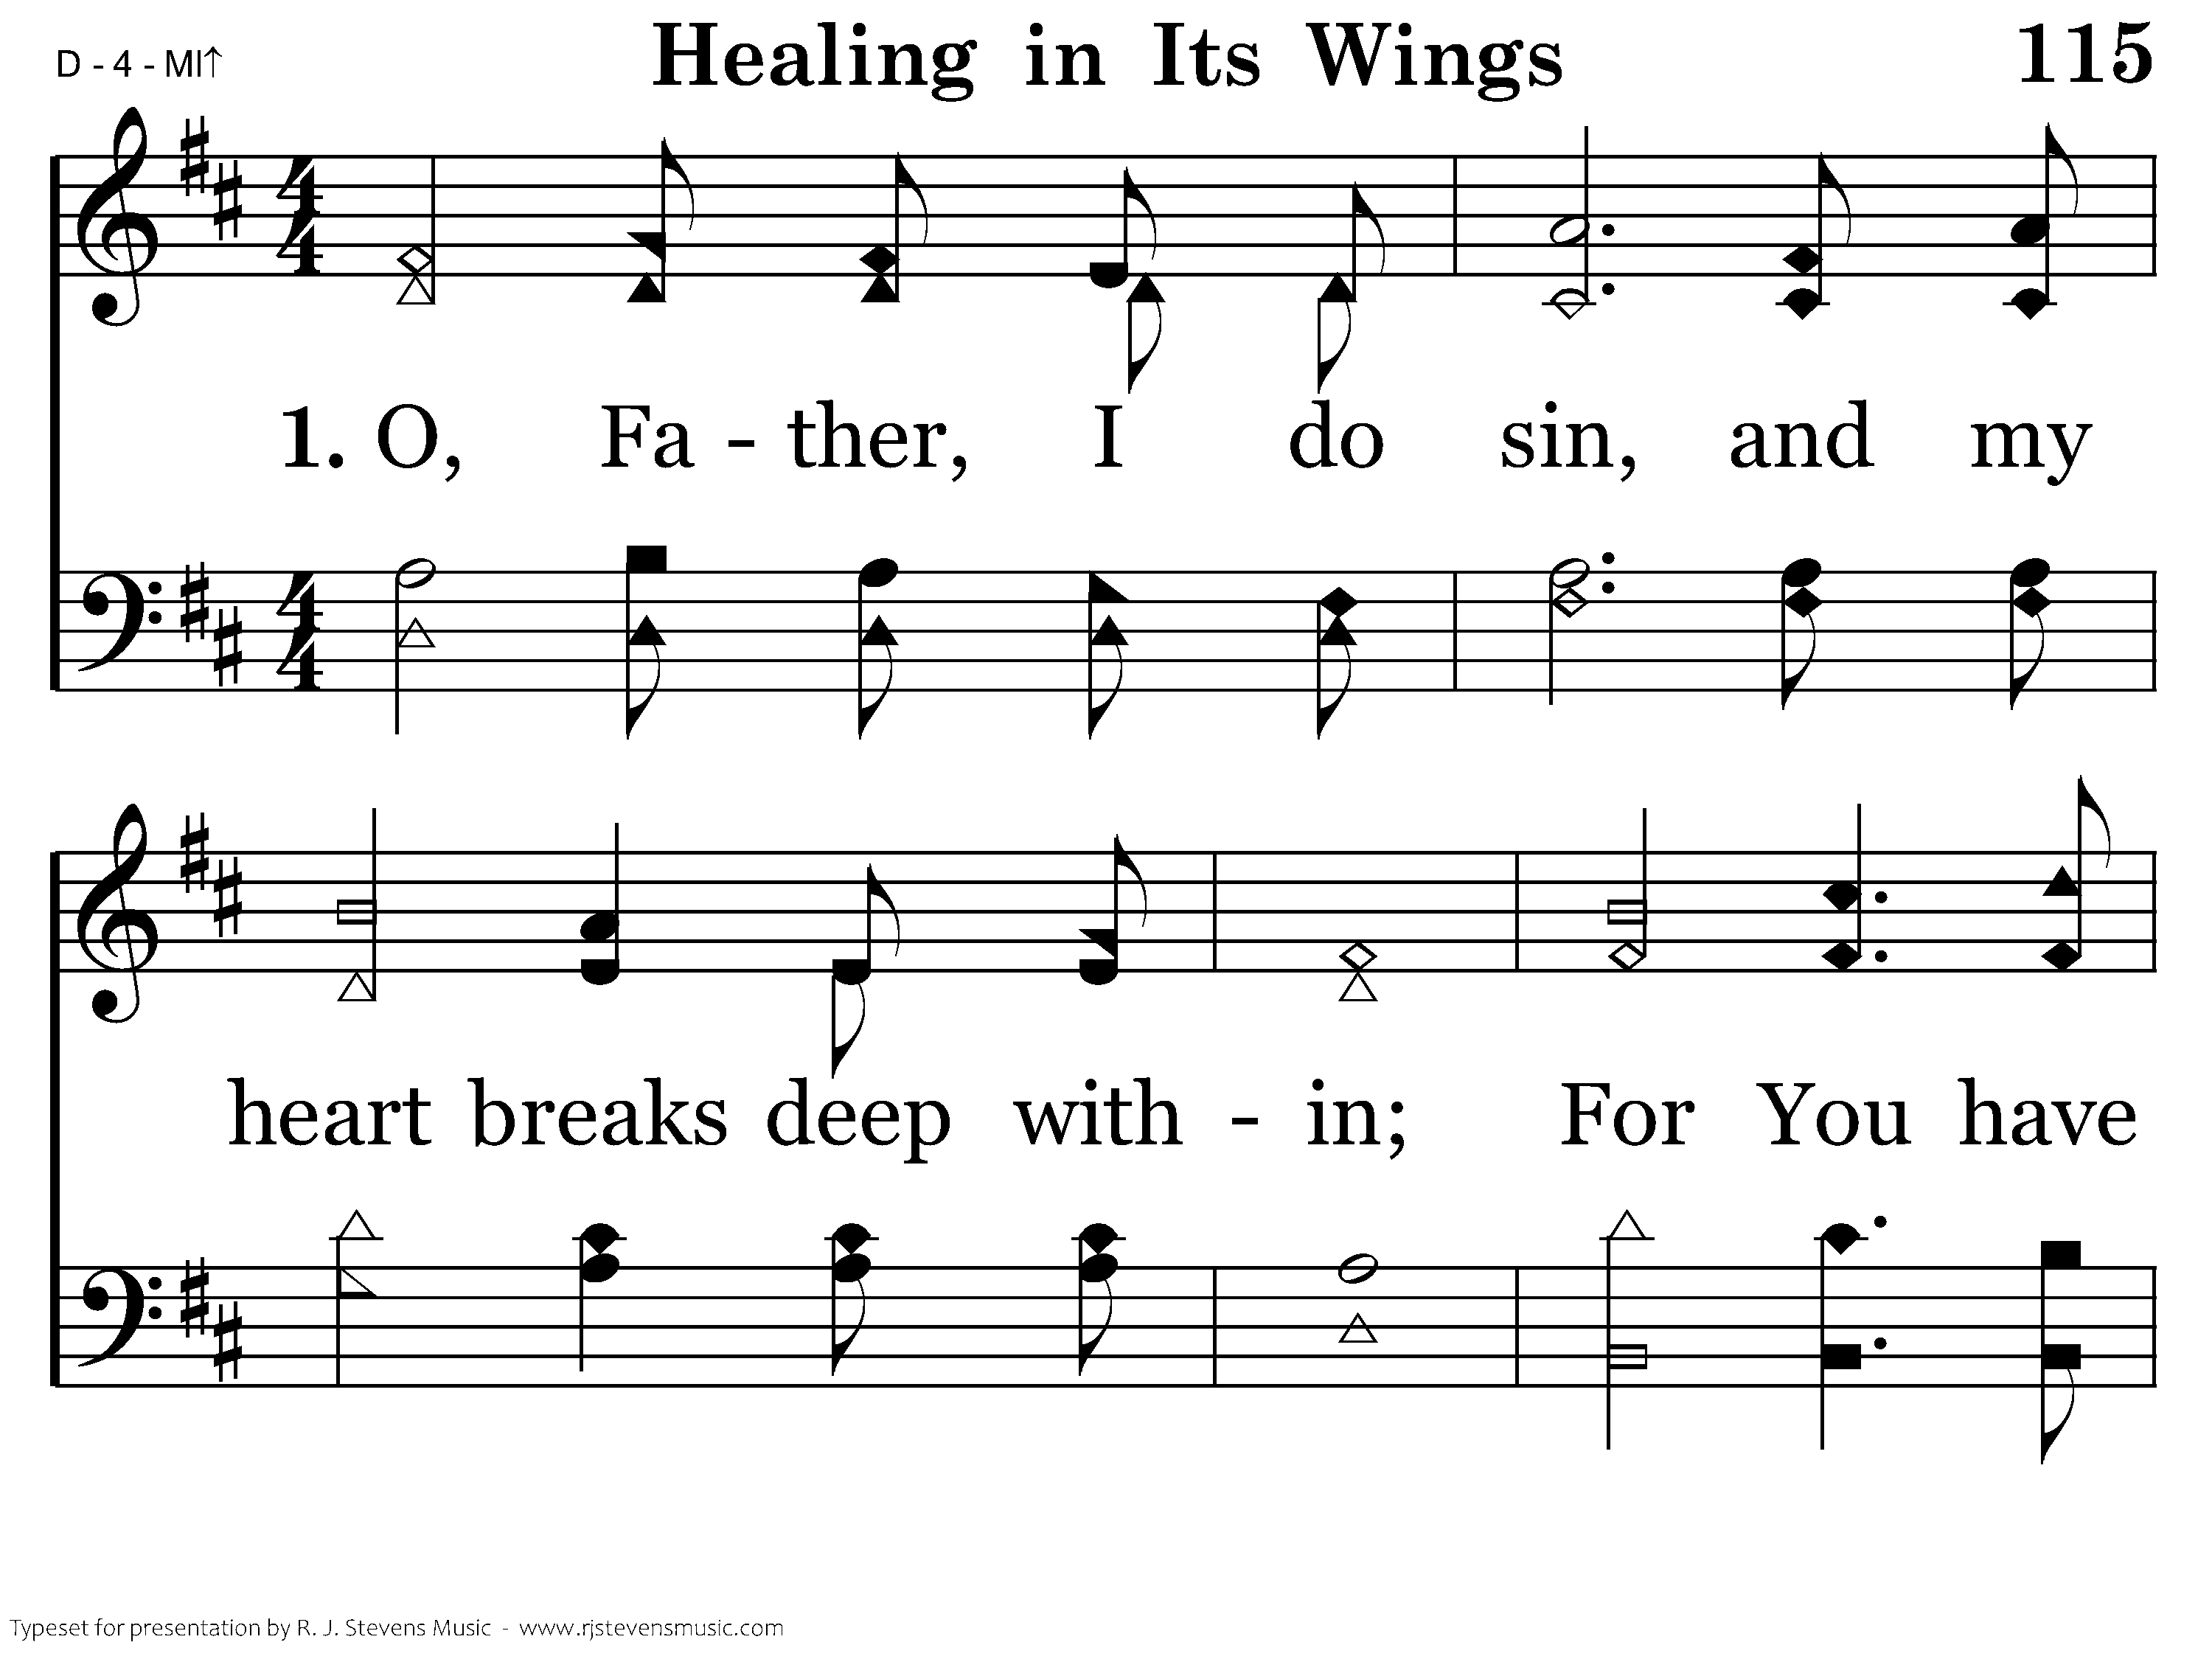 D - 4 - MI↑
Healing in Its Wings
115
1. O, Fa - ther, I do sin, and my
heart breaks deep with - in; For You have
Typeset for presentation by R. J. Stevens Music - www.rjstevensmusic.com